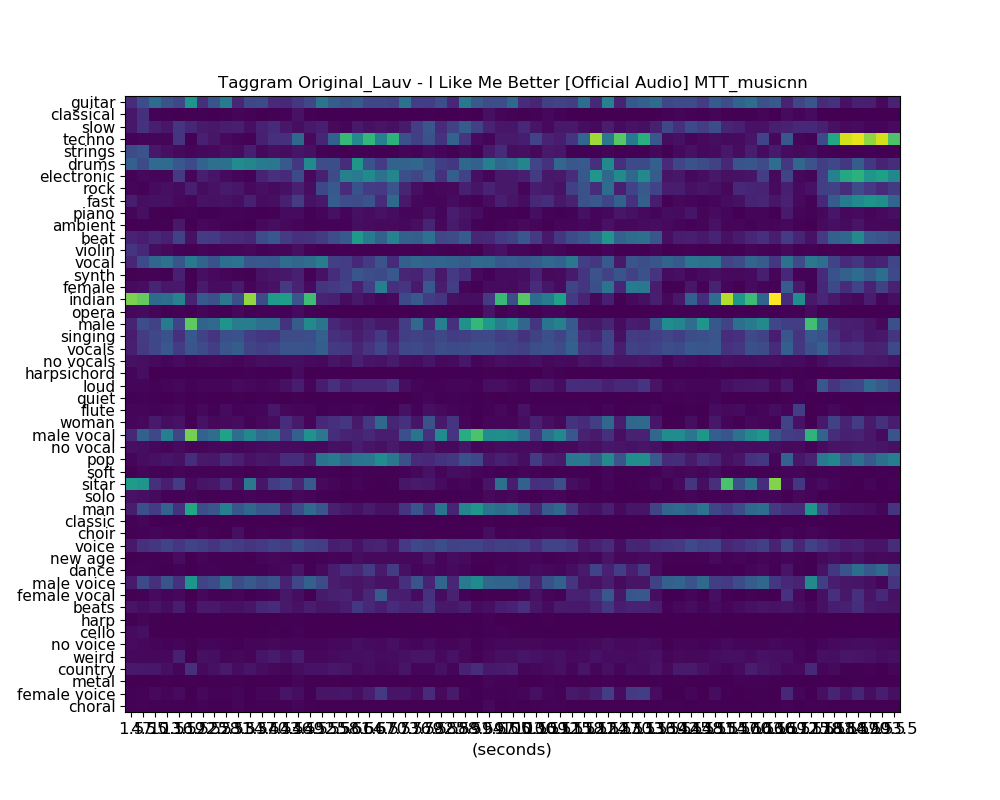 Taggram Original_Lauv - I Like Me Better [Official Audio] MTT_musicnn
guitar
classical
slow
techno
strings
drums
electronic
rock
fast
piano
ambient
beat
violin
vocal
synth
female
indian
opera
male
singing
vocals
no vocals
harpsichord
loud
quiet
flute
woman
male vocal
no vocal
pop
soft
sitar
solo
man
classic
choir
voice
new age
dance
male voice
female vocal
beats
harp
cello
no voice
weird
country
metal
female voice
choral
(seconds)